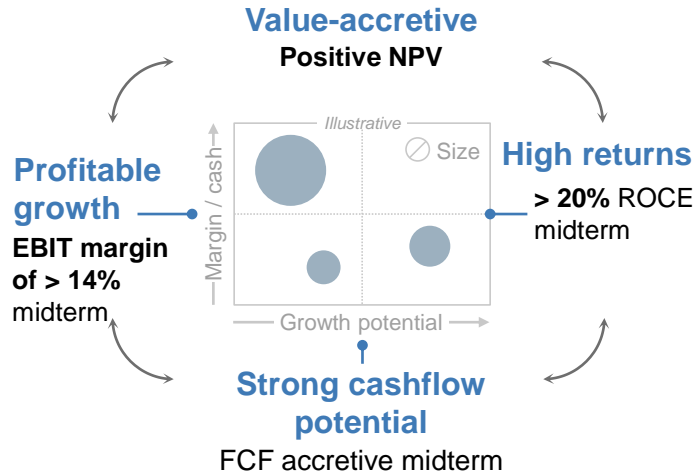 Value-accretive
Positive NPV
Illustrative
Size
Margin / cash
Growth potential
Profitable
growth
EBIT margin
of > 14%
midterm
High returns
> 20% ROCE
midterm
Strong cashflow
potential
FCF accretive midterm